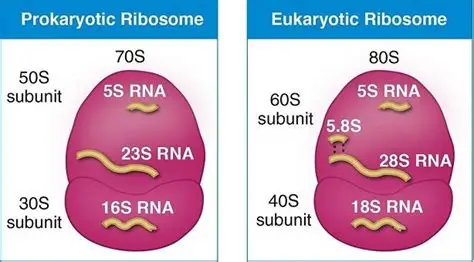 Prokaryotic Ribosome
70S
50S
subunit
5S RNA
23S RNA
30S
subunit
16S RNA
Eukaryotic Ribosome
80S
60S
subunit
5S RNA
5.8S
28S RNA
40S
subunit
18S RNA